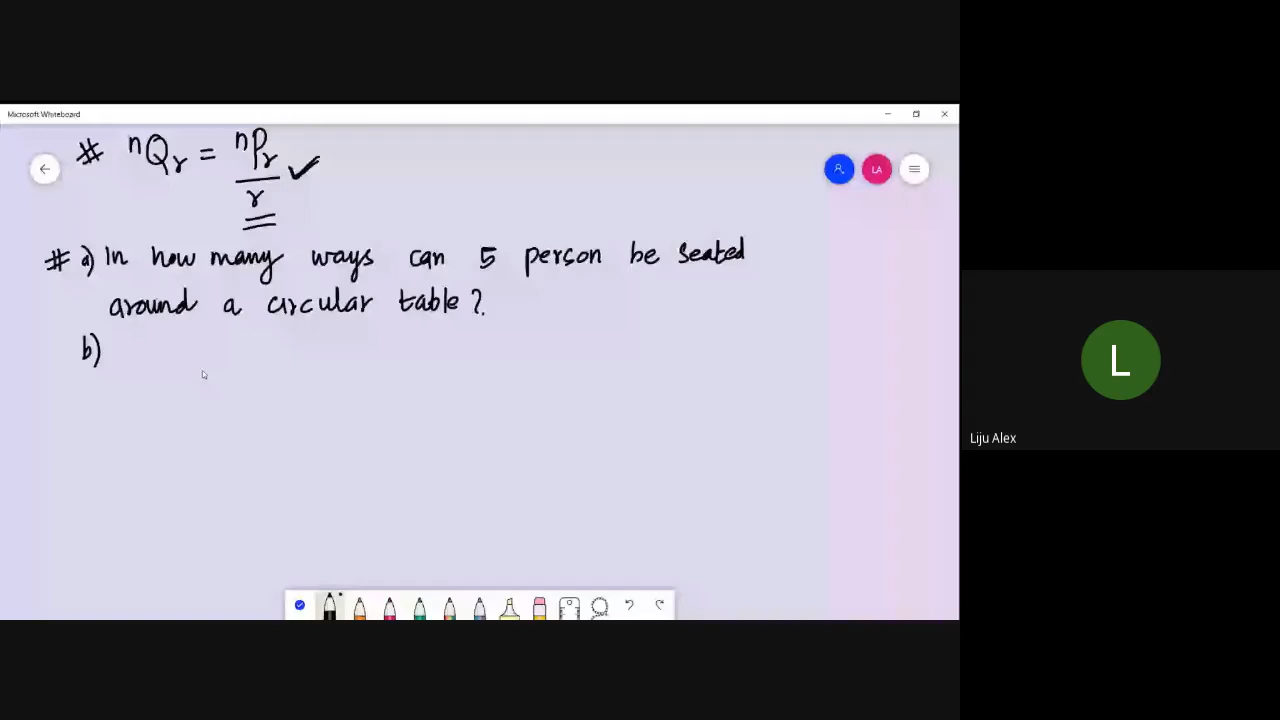 Microsoft Whiteboard
# nQr = nPr / r ✓
LA
# a) In how many ways can 5 person be seated
around a circular table?
b)
L
Liju Alex